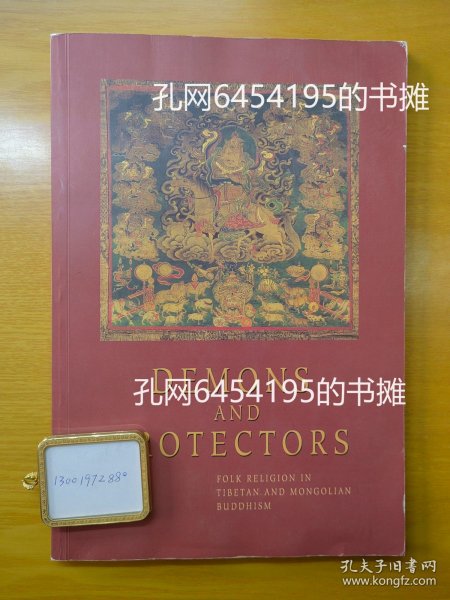 孔网6454195的书摊
DEMONS
孔网6454195的书摊
AND
ROTECTORS
13001972880
FOLK RELIGION IN
TIBETAN AND MONGOLIAN
BUDDHISM
孔夫子旧书网
www.kongfz.com